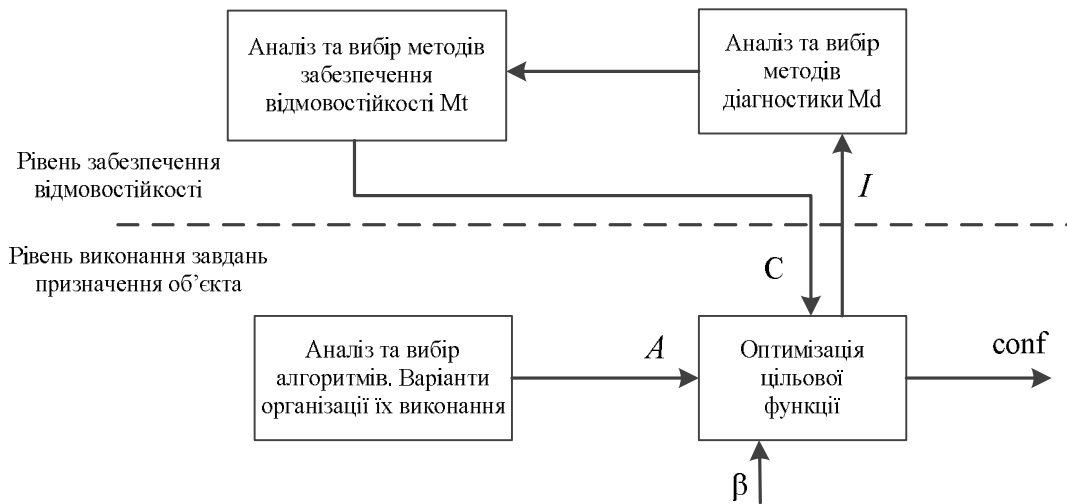 Аналіз та вибір методів
забезпечення
відмовостійкості Mt
Аналіз та вибір
методів
діагностики Md
Рівень забезпечення
відмовостійкості
I
Рівень виконання завдань
призначення об’єкта
C
Аналіз та вибір
алгоритмів. Варіанти
організації їх виконання
A
Оптимізація
цільової
функції
conf
β